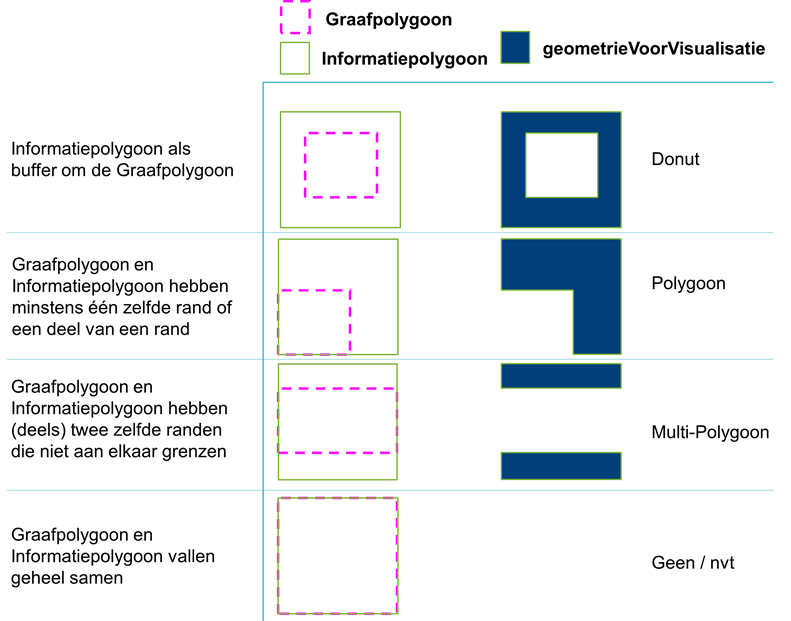 Graafpolygoon
Informatiepolygoon
geometrieVoorVisualisatie
Informatiepolygoon als
buffer om de Graafpolygoon
Donut
Graafpolygoon en
Informatiepolygoon hebben
minstens één zelfde rand of
een deel van een rand
Polygoon
Graafpolygoon en
Informatiepolygoon hebben
(deels) twee zelfde randen
die niet aan elkaar grenzen
Multi-Polygoon
Graafpolygoon en
Informatiepolygoon vallen
geheel samen
Geen / nvt